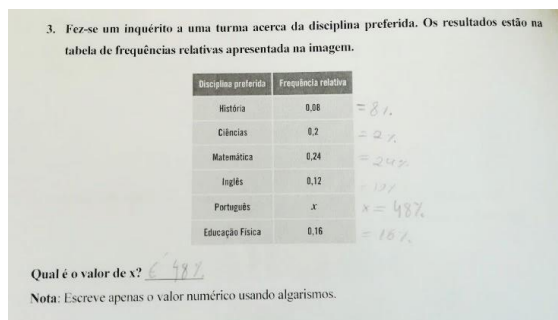 3. Fez-se um inquérito a uma turma acerca da disciplina preferida. Os resultados estão na
tabela de frequências relativas apresentada na imagem.
Disciplina preferida Frequência relativa
História 0,08 = 8%
Ciências 0,2 = 2%
Matemática 0,24 = 24%
Inglês 0,12
Português x x = 48%
Educação Física 0,16 = 16%
Qual é o valor de x? É 48%
Nota: Escreve apenas o valor numérico usando algarismos.